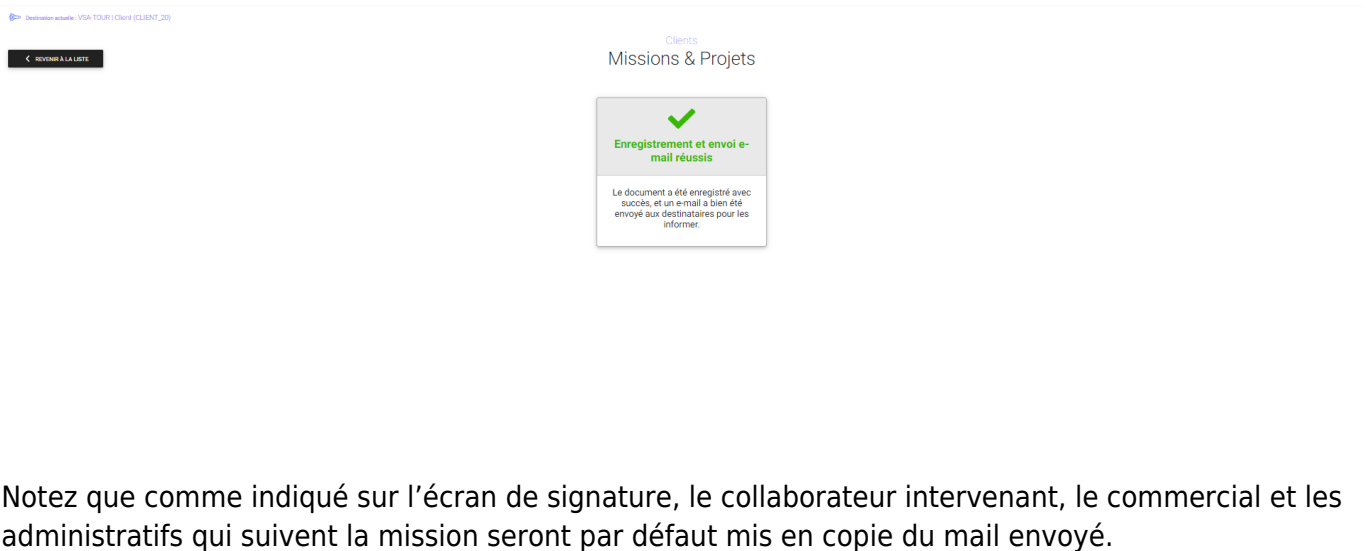 Destination actuelle : VSA-TOUR | Client (CLIENT_20)
Clients
REVENIR À LA LISTE
Missions & Projets
Enregistrement et envoi e-
mail réussis
Le document a été enregistré avec
succès, et un e-mail a bien été
envoyé aux destinataires pour les
informer.
Notez que comme indiqué sur l’écran de signature, le collaborateur intervenant, le commercial et les
administratifs qui suivent la mission seront par défaut mis en copie du mail envoyé.